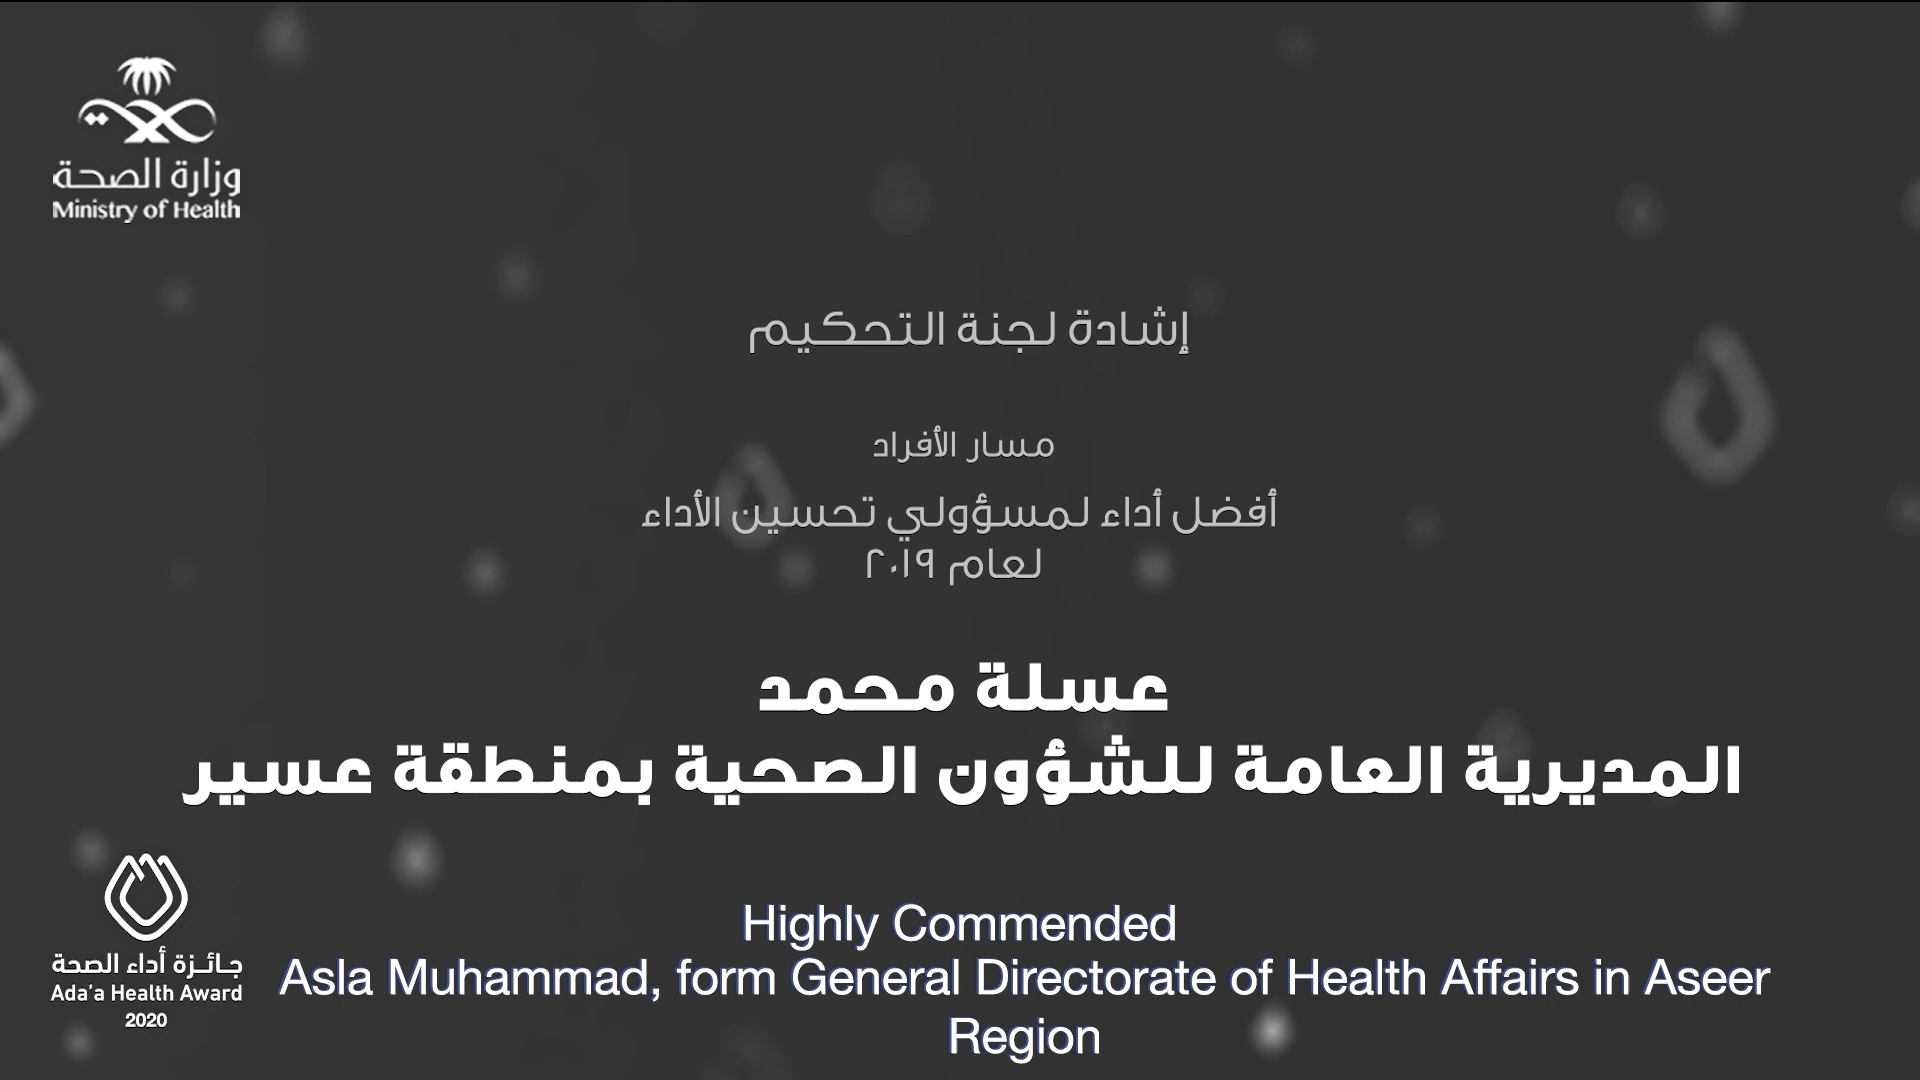 وزارة الصحة
Ministry of Health
إشادة لجنة التحكيم
مسار الأفراد
أفضل أداء لمسؤولي تحسين الأداء
لعام ٢٠١٩
عسلة محمد
المديرية العامة للشؤون الصحية بمنطقة عسير
جائزة أداء الصحة
Ada'a Health Award
2020
Highly Commended
Asla Muhammad, form General Directorate of Health Affairs in Aseer
Region